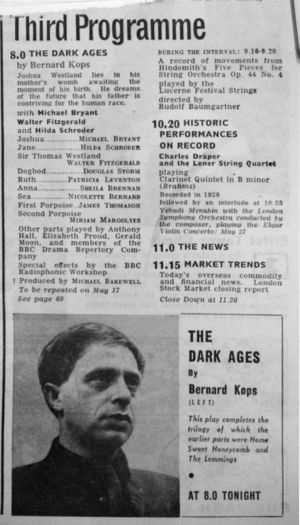 Third Programme
8.0 THE DARK AGES
by Bernard Kops
Joshua Westland lies in his
mother's womb awaiting the
moment of his birth. He dreams
of the future that his father is
contriving for the human race.
with Michael Bryant
Walter Fitzgerald
and Hilda Schroder
Joshua............MICHAEL BRYANT
Jane................HILDA SCHRODER
Sir Thomas Westland
WALTER FITZGERALD
Dogbod............DOUGLAS STORM
Ruth..........PATRICIA LEVENTON
Anna...............SHEILA BRENNAN
Sea...............NICOLETTE BERNARD
First Porpoise..JAMES THOMASON
Second Porpoise
MIRIAM MARGOLYES
Other parts played by Anthony
Hall, Elizabeth Proud, Gerald
Moon, and members of the
BBC Drama Repertory Com-
pany
Special effects by the BBC
Radiophonic Workshop
† Produced by MICHAEL BAKEWELL
To be repeated on May 17
See page 60
DURING THE INTERVAL: 9.10-9.20
A record of movements from
Hindemith's Five Pieces for
String Orchestra Op. 44 No. 4
played by the
Lucerne Festival Strings
directed by
Rudolf Baumgartner
10.20 HISTORIC
PERFORMANCES
ON RECORD
Charles Draper
and the Lener String Quartet
playing
Clarinet Quintet in B minor
(Brahms)
Recorded in 1928
followed by an interlude at 10.55
Yehudi Menuhin with the London
Symphony Orchestra conducted by
the composer, playing the Elgar
Violin Concerto: May 27
11.0 THE NEWS
11.15 MARKET TRENDS
Today's overseas commodity
and financial news. London
Stock Market closing report
Close Down at 11.20
THE
DARK AGES
By
Bernard Kops
(LEFT)
This play completes the
trilogy of which the
earlier parts were Home
Sweet Honeycomb and
The Lemmings
AT 8.0 TONIGHT